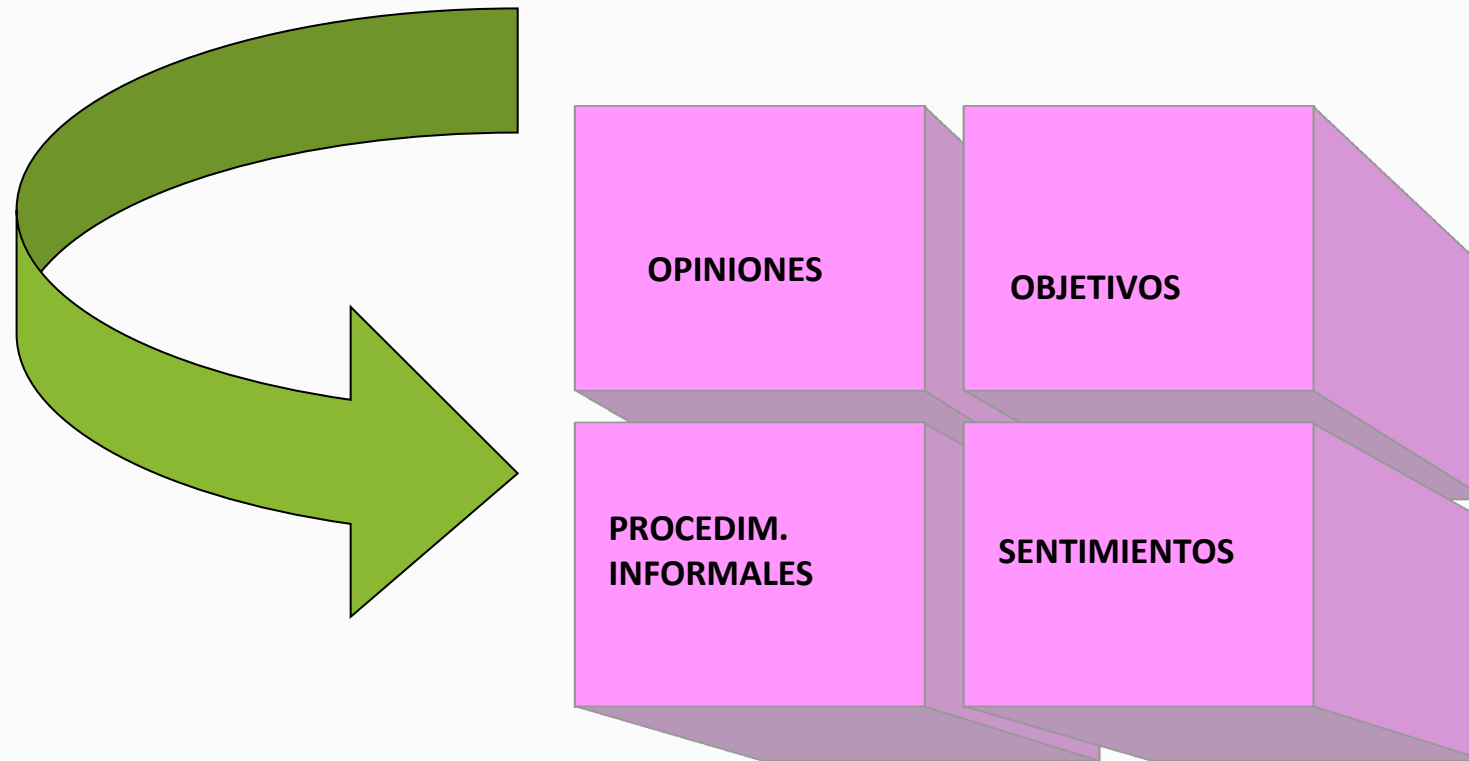 OPINIONES
OBJETIVOS
PROCEDIM.
INFORMALES
SENTIMIENTOS